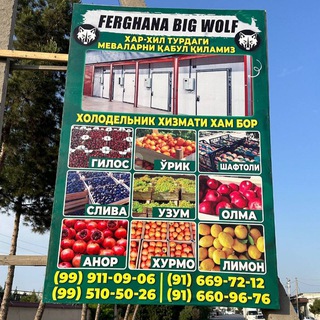 FERGHANA BIG WOLF
ХАР-ХИЛ ТУРДАГИ
МЕВАЛАРНИ ҚАБУЛ ҚИЛАМИЗ
ХОЛОДЕЛЬНИК ХИЗМАТИ ХАМ БОР
ГИЛОС ЎРИК ШАФТОЛИ
СЛИВА УЗУМ ОЛМА
АНОР ХУРМО ЛИМОН
(99) 911-09-06 (91) 669-72-12
(99) 510-50-26 (91) 660-96-76